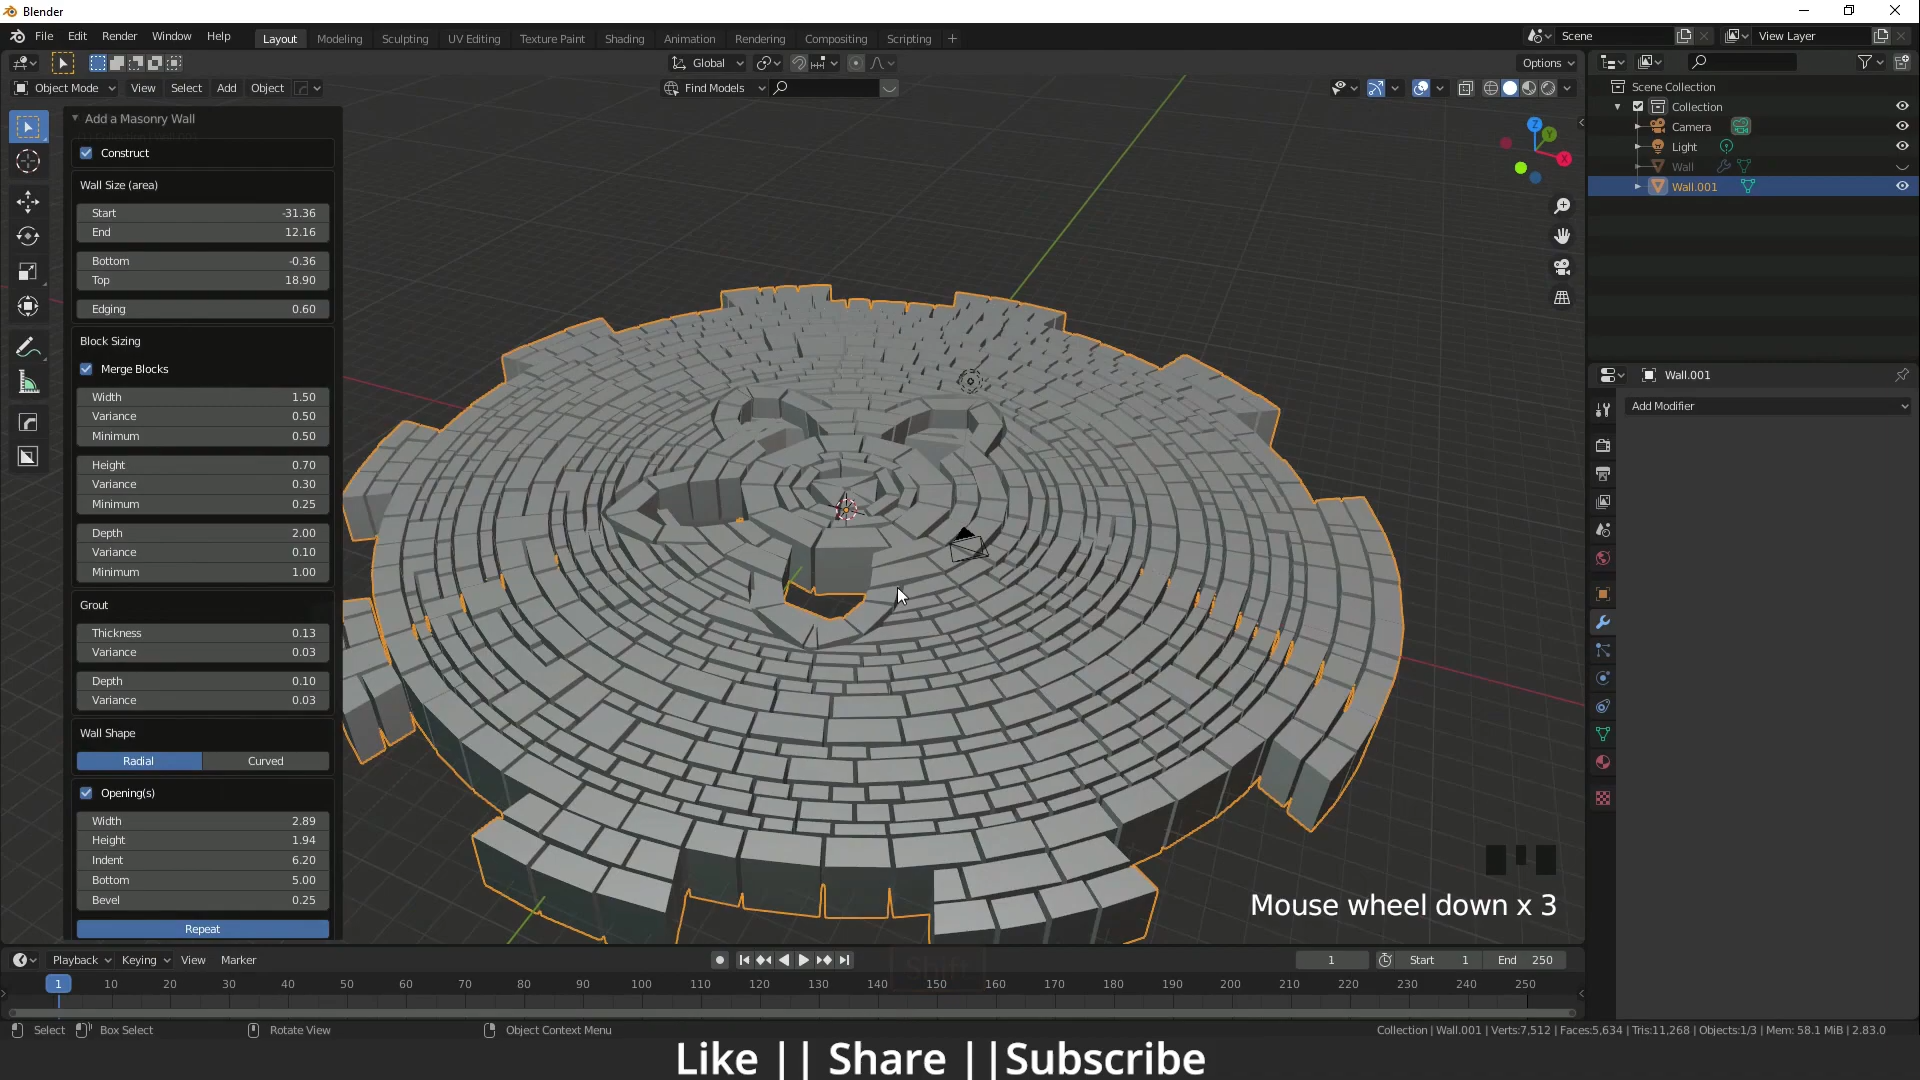 Blender
File Edit Render Window Help
Layout Modeling Sculpting UV Editing Texture Paint Shading Animation Rendering Compositing Scripting +
Scene
View Layer
Global
Options
Object Mode View Select Add Object
Find Models
Add a Masonry Wall
Construct
Wall Size (area)
Start -31.36
End 12.16
Bottom -0.36
Top 18.90
Edging 0.60
Block Sizing
Merge Blocks
Width 1.50
Variance 0.50
Minimum 0.50
Height 0.70
Variance 0.30
Minimum 0.25
Depth 2.00
Variance 0.10
Minimum 1.00
Grout
Thickness 0.13
Variance 0.03
Depth 0.10
Variance 0.03
Wall Shape
Radial Curved
Opening(s)
Width 2.89
Height 1.94
Indent 6.20
Bottom 5.00
Bevel 0.25
Repeat
Z
Y
X
Scene Collection
Collection
Camera
Light
Wall
Wall.001
Wall.001
Add Modifier
Mouse wheel down x 3
Shift
Playback Keying View Marker
1 Start 1 End 250
1 10 20 30 40 50 60 70 80 90 100 110 120 130 140 150 160 170 180 190 200 210 220 230 240 250
Select Box Select Rotate View Object Context Menu
Collection | Wall.001 | Verts:7,512 | Faces:5,634 | Tris:11,268 | Objects:1/3 | Mem: 58.1 MiB | 2.83.0
Like || Share ||Subscribe